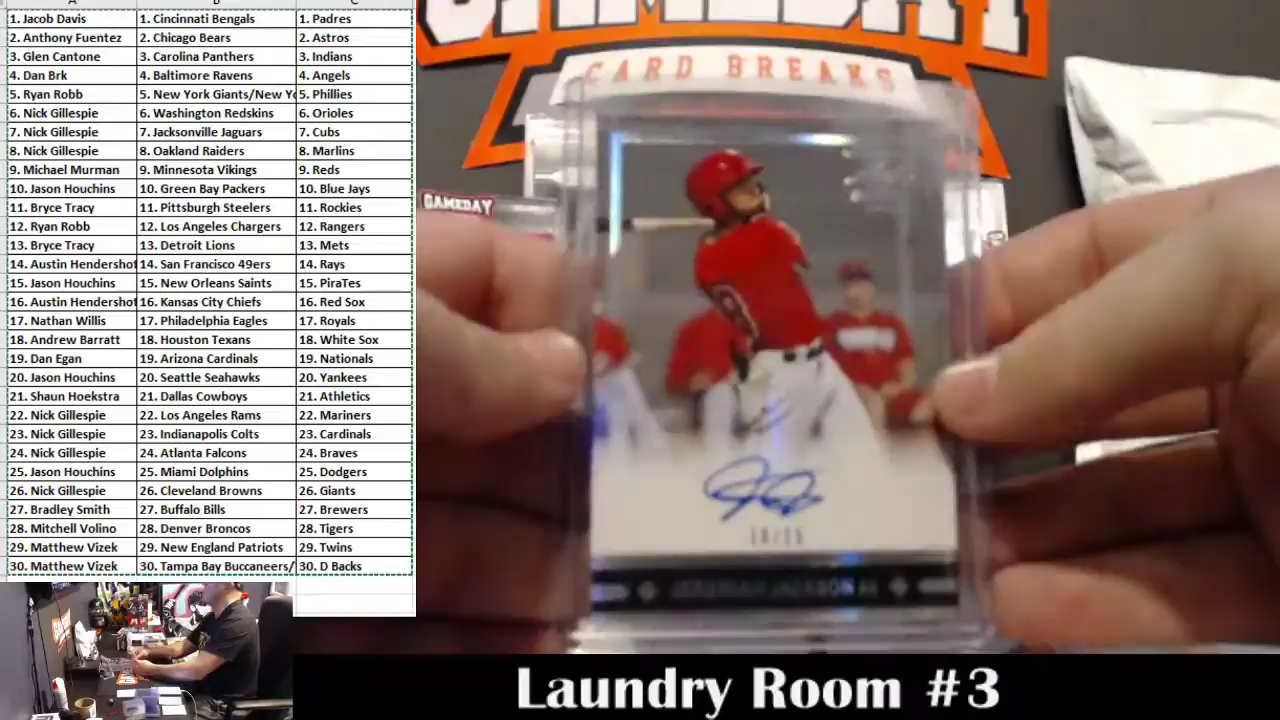 1. Jacob Davis 1. Cincinnati Bengals 1. Padres
2. Anthony Fuentez 2. Chicago Bears 2. Astros
3. Glen Cantone 3. Carolina Panthers 3. Indians
4. Dan Brk 4. Baltimore Ravens 4. Angels
5. Ryan Robb 5. New York Giants/New Yo 5. Phillies
6. Nick Gillespie 6. Washington Redskins 6. Orioles
7. Nick Gillespie 7. Jacksonville Jaguars 7. Cubs
8. Nick Gillespie 8. Oakland Raiders 8. Marlins
9. Michael Murman 9. Minnesota Vikings 9. Reds
10. Jason Houchins 10. Green Bay Packers 10. Blue Jays
11. Bryce Tracy 11. Pittsburgh Steelers 11. Rockies
12. Ryan Robb 12. Los Angeles Chargers 12. Rangers
13. Bryce Tracy 13. Detroit Lions 13. Mets
14. Austin Hendershot 14. San Francisco 49ers 14. Rays
15. Jason Houchins 15. New Orleans Saints 15. PiraTes
16. Austin Hendershot 16. Kansas City Chiefs 16. Red Sox
17. Nathan Willis 17. Philadelphia Eagles 17. Royals
18. Andrew Barratt 18. Houston Texans 18. White Sox
19. Dan Egan 19. Arizona Cardinals 19. Nationals
20. Jason Houchins 20. Seattle Seahawks 20. Yankees
21. Shaun Hoekstra 21. Dallas Cowboys 21. Athletics
22. Nick Gillespie 22. Los Angeles Rams 22. Mariners
23. Nick Gillespie 23. Indianapolis Colts 23. Cardinals
24. Nick Gillespie 24. Atlanta Falcons 24. Braves
25. Jason Houchins 25. Miami Dolphins 25. Dodgers
26. Nick Gillespie 26. Cleveland Browns 26. Giants
27. Bradley Smith 27. Buffalo Bills 27. Brewers
28. Mitchell Volino 28. Denver Broncos 28. Tigers
29. Matthew Vizek 29. New England Patriots 29. Twins
30. Matthew Vizek 30. Tampa Bay Buccaneers/ 30. D Backs
GAMEDAY
CARD BREAKS
GAMEDAY
Laundry Room #3